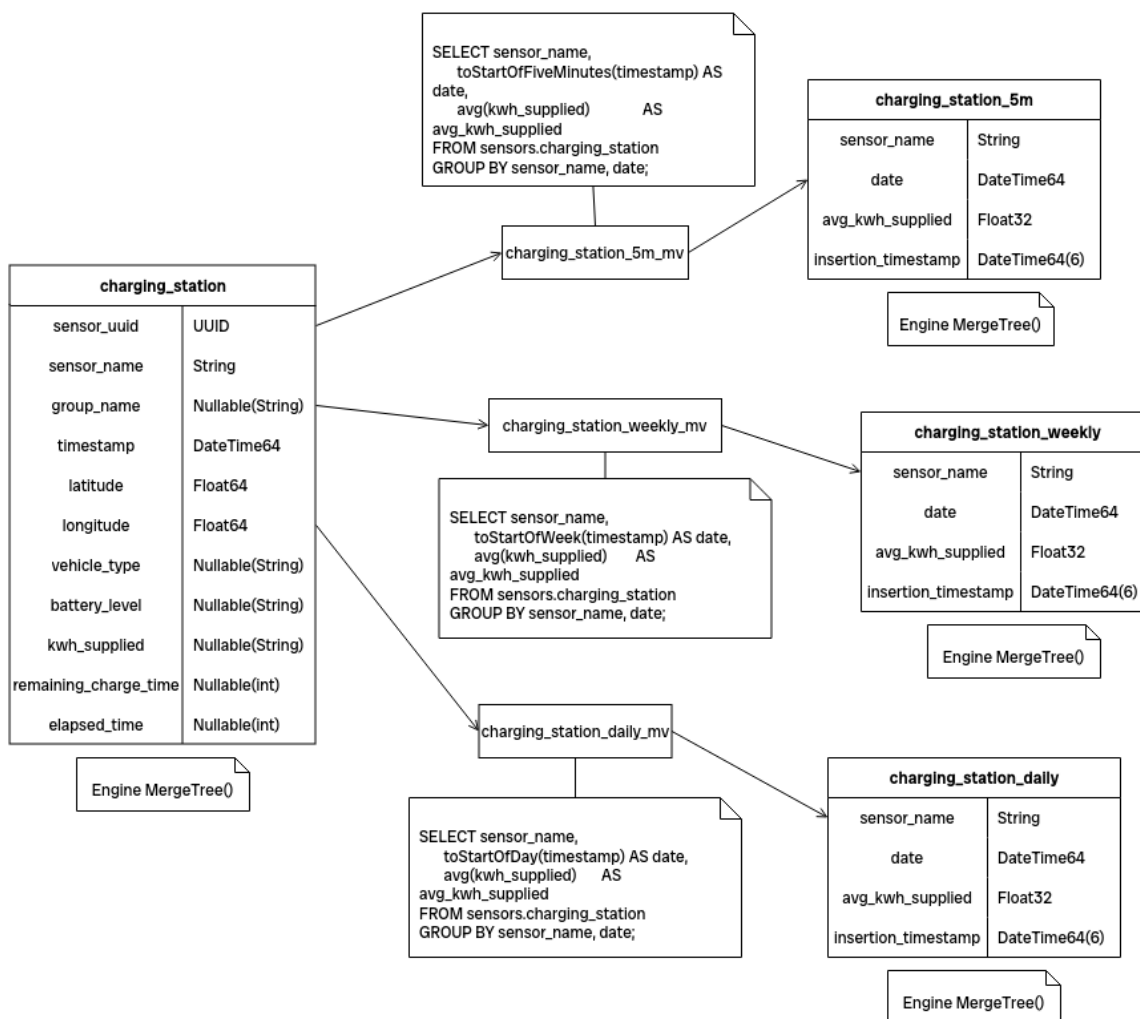 SELECT sensor_name,
toStartOfFiveMinutes(timestamp) AS
date,
avg(kwh_supplied) AS
avg_kwh_supplied
FROM sensors.charging_station
GROUP BY sensor_name, date;
charging_station_5m_mv
charging_station_5m
sensor_name String
date DateTime64
avg_kwh_supplied Float32
insertion_timestamp DateTime64(6)
Engine MergeTree()
charging_station
sensor_uuid UUID
sensor_name String
group_name Nullable(String)
timestamp DateTime64
latitude Float64
longitude Float64
vehicle_type Nullable(String)
battery_level Nullable(String)
kwh_supplied Nullable(String)
remaining_charge_time Nullable(int)
elapsed_time Nullable(int)
Engine MergeTree()
charging_station_weekly_mv
SELECT sensor_name,
toStartOfWeek(timestamp) AS date,
avg(kwh_supplied) AS
avg_kwh_supplied
FROM sensors.charging_station
GROUP BY sensor_name, date;
charging_station_weekly
sensor_name String
date DateTime64
avg_kwh_supplied Float32
insertion_timestamp DateTime64(6)
Engine MergeTree()
charging_station_daily_mv
SELECT sensor_name,
toStartOfDay(timestamp) AS date,
avg(kwh_supplied) AS
avg_kwh_supplied
FROM sensors.charging_station
GROUP BY sensor_name, date;
charging_station_daily
sensor_name String
date DateTime64
avg_kwh_supplied Float32
insertion_timestamp DateTime64(6)
Engine MergeTree()